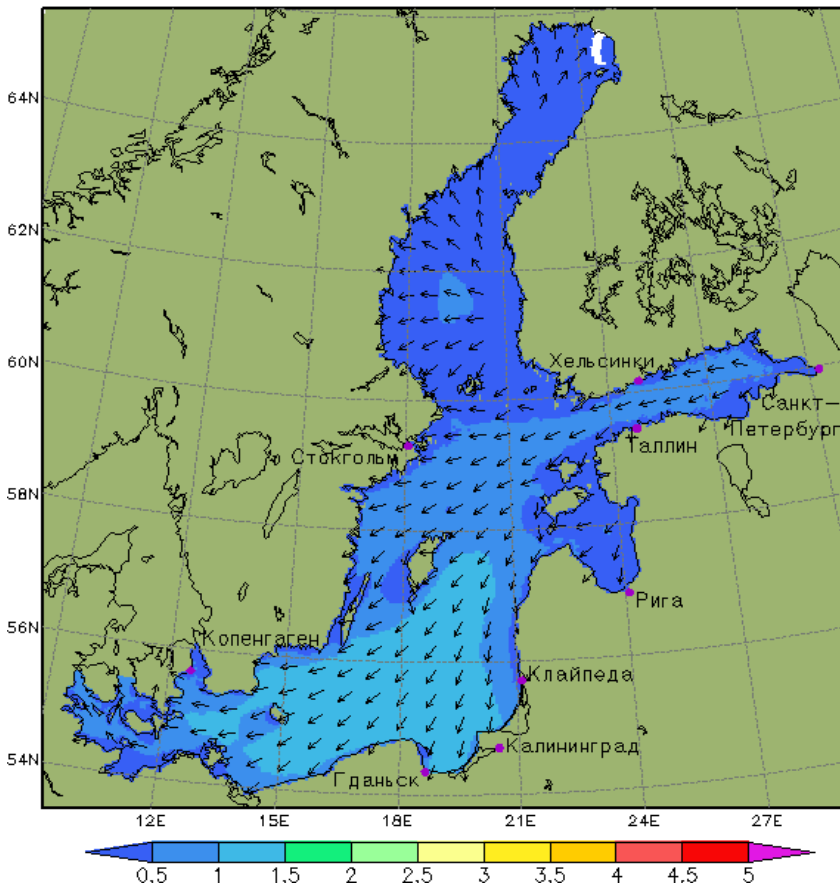 64N
62N
60N
58N
56N
54N
Хельсинки
Санкт-
Петербург
Таллин
Стокгольм
Рига
Копенгаген
Клайпеда
Калининград
Гданьск
12E 15E 18E 21E 24E 27E
0,5 1 1,5 2 2,5 3 3,5 4 4,5 5